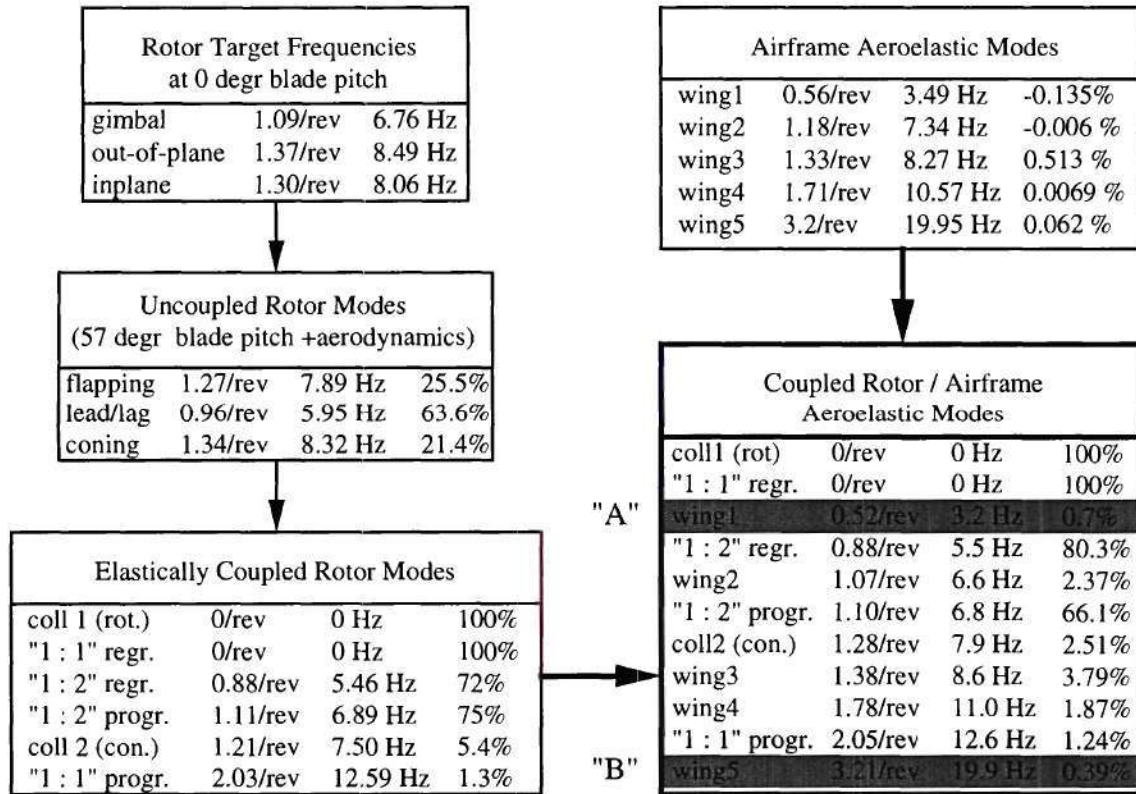 Rotor Target Frequencies
at 0 degr blade pitch
gimbal 1.09/rev 6.76 Hz
out-of-plane 1.37/rev 8.49 Hz
inplane 1.30/rev 8.06 Hz
Uncoupled Rotor Modes
(57 degr blade pitch +aerodynamics)
flapping 1.27/rev 7.89 Hz 25.5%
lead/lag 0.96/rev 5.95 Hz 63.6%
coning 1.34/rev 8.32 Hz 21.4%
Elastically Coupled Rotor Modes
coll 1 (rot.) 0/rev 0 Hz 100%
"1 : 1" regr. 0/rev 0 Hz 100%
"1 : 2" regr. 0.88/rev 5.46 Hz 72%
"1 : 2" progr. 1.11/rev 6.89 Hz 75%
coll 2 (con.) 1.21/rev 7.50 Hz 5.4%
"1 : 1" progr. 2.03/rev 12.59 Hz 1.3%
Airframe Aeroelastic Modes
wing1 0.56/rev 3.49 Hz -0.135%
wing2 1.18/rev 7.34 Hz -0.006 %
wing3 1.33/rev 8.27 Hz 0.513 %
wing4 1.71/rev 10.57 Hz 0.0069 %
wing5 3.2/rev 19.95 Hz 0.062 %
Coupled Rotor / Airframe
Aeroelastic Modes
coll1 (rot) 0/rev 0 Hz 100%
"1 : 1" regr. 0/rev 0 Hz 100%
"A" wing1 0.52/rev 3.2 Hz 0.7%
"1 : 2" regr. 0.88/rev 5.5 Hz 80.3%
wing2 1.07/rev 6.6 Hz 2.37%
"1 : 2" progr. 1.10/rev 6.8 Hz 66.1%
coll2 (con.) 1.28/rev 7.9 Hz 2.51%
wing3 1.38/rev 8.6 Hz 3.79%
wing4 1.78/rev 11.0 Hz 1.87%
"1 : 1" progr. 2.05/rev 12.6 Hz 1.24%
"B" wing5 3.21/rev 19.9 Hz 0.39%